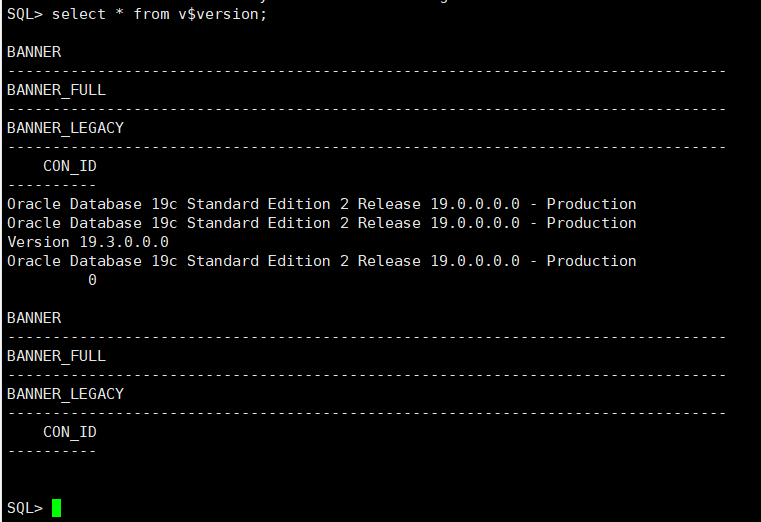 SQL> select * from v$version;
BANNER
--------------------------------------------------------------------------------
BANNER_FULL
--------------------------------------------------------------------------------
BANNER_LEGACY
--------------------------------------------------------------------------------
    CON_ID
----------
Oracle Database 19c Standard Edition 2 Release 19.0.0.0.0 - Production
Oracle Database 19c Standard Edition 2 Release 19.0.0.0.0 - Production
Version 19.3.0.0.0
Oracle Database 19c Standard Edition 2 Release 19.0.0.0.0 - Production
         0
BANNER
--------------------------------------------------------------------------------
BANNER_FULL
--------------------------------------------------------------------------------
BANNER_LEGACY
--------------------------------------------------------------------------------
    CON_ID
----------
SQL>